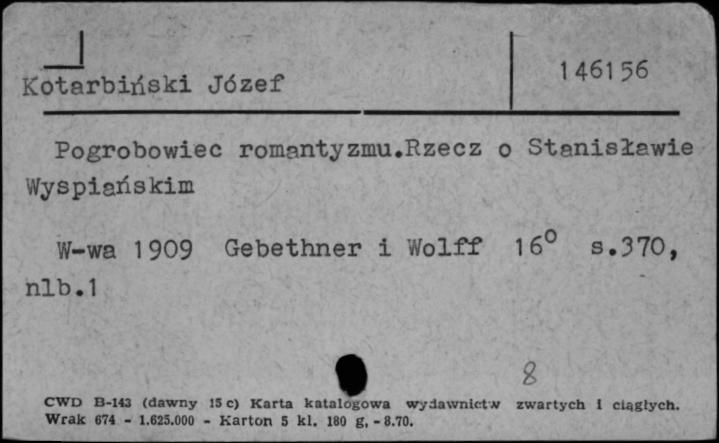 Kotarbiński Józef
146156
Pogrobowiec romantyzmu.Rzecz o Stanisławie
Wyspiańskim
W-wa 1909 Gebethner i Wolff 16° s.370,
nlb.1
8
CWD B-143 (dawny 15 c) Karta katalogowa wydawnictw zwartych i ciągłych.
Wrak 674 - 1.625.000 - Karton 5 kl. 180 g. - 8.70.